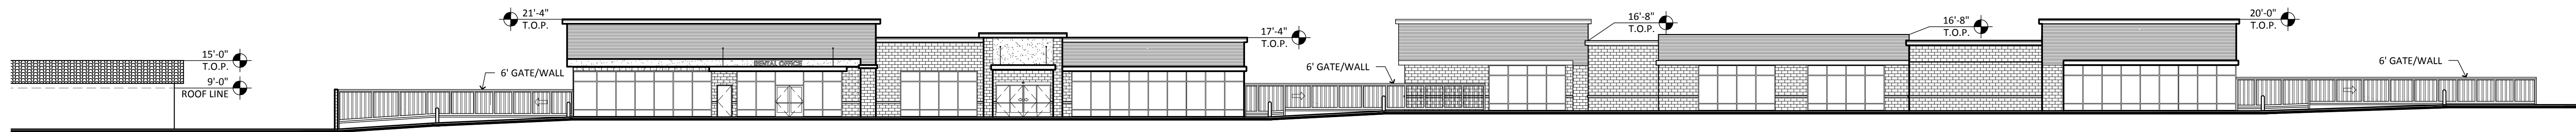 15'-0"
T.O.P.
9'-0"
ROOF LINE
6' GATE/WALL
21'-4"
T.O.P.
RENTAL OFFICE
17'-4"
T.O.P.
6' GATE/WALL
16'-8"
T.O.P.
16'-8"
T.O.P.
20'-0"
T.O.P.
6' GATE/WALL